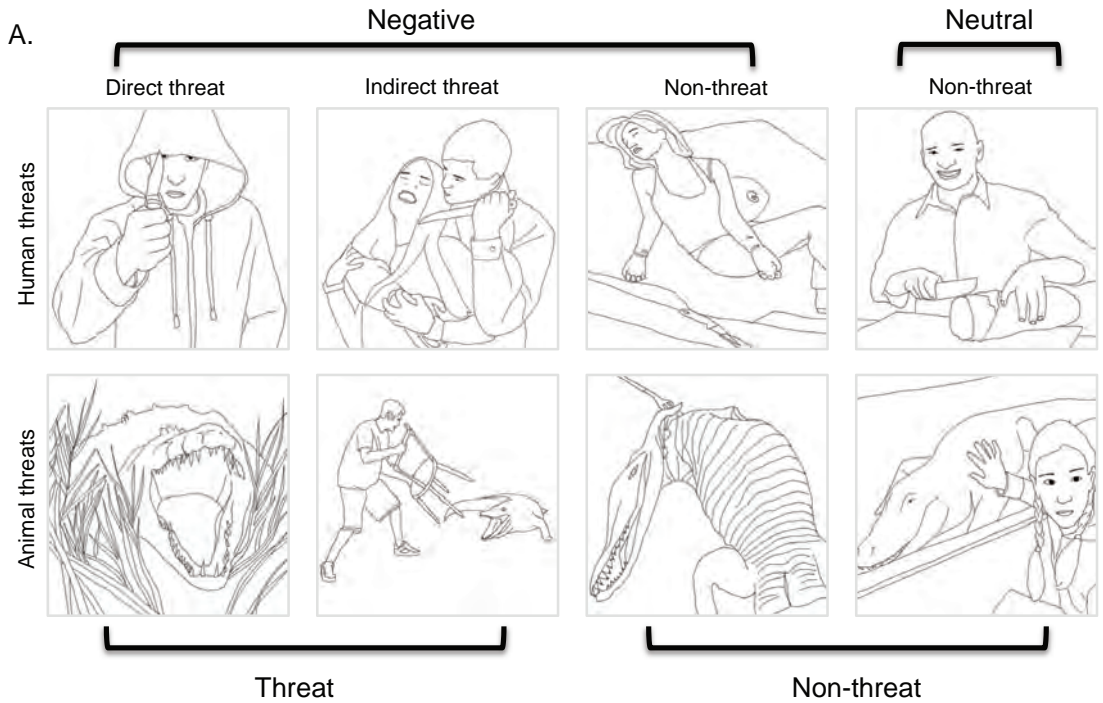 A.
Negative
Neutral
Direct threat
Indirect threat
Non-threat
Non-threat
Human threats
Animal threats
Threat
Non-threat